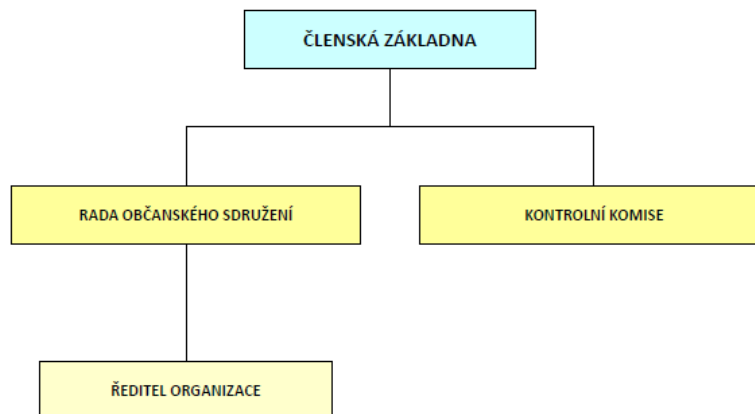 ČLENSKÁ ZÁKLADNA
RADA OBČANSKÉHO SDRUŽENÍ
KONTROLNÍ KOMISE
ŘEDITEL ORGANIZACE